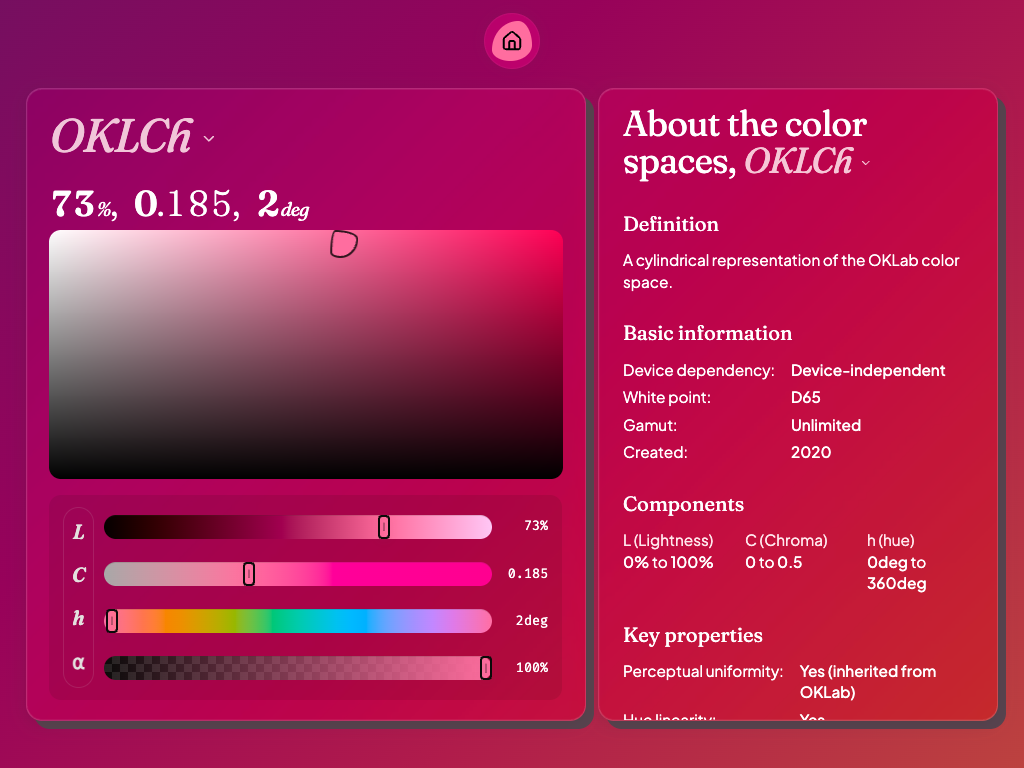 OKLCh
73%, 0.185, 2deg
L
73%
C
0.185
h
2deg
α
100%
About the color
spaces, OKLCh
Definition
A cylindrical representation of the OKLab color
space.
Basic information
Device dependency: Device-independent
White point: D65
Gamut: Unlimited
Created: 2020
Components
L (Lightness) C (Chroma) h (hue)
0% to 100% 0 to 0.5 0deg to
360deg
Key properties
Perceptual uniformity: Yes (inherited from
OKLab)
Hue linearity: Yes